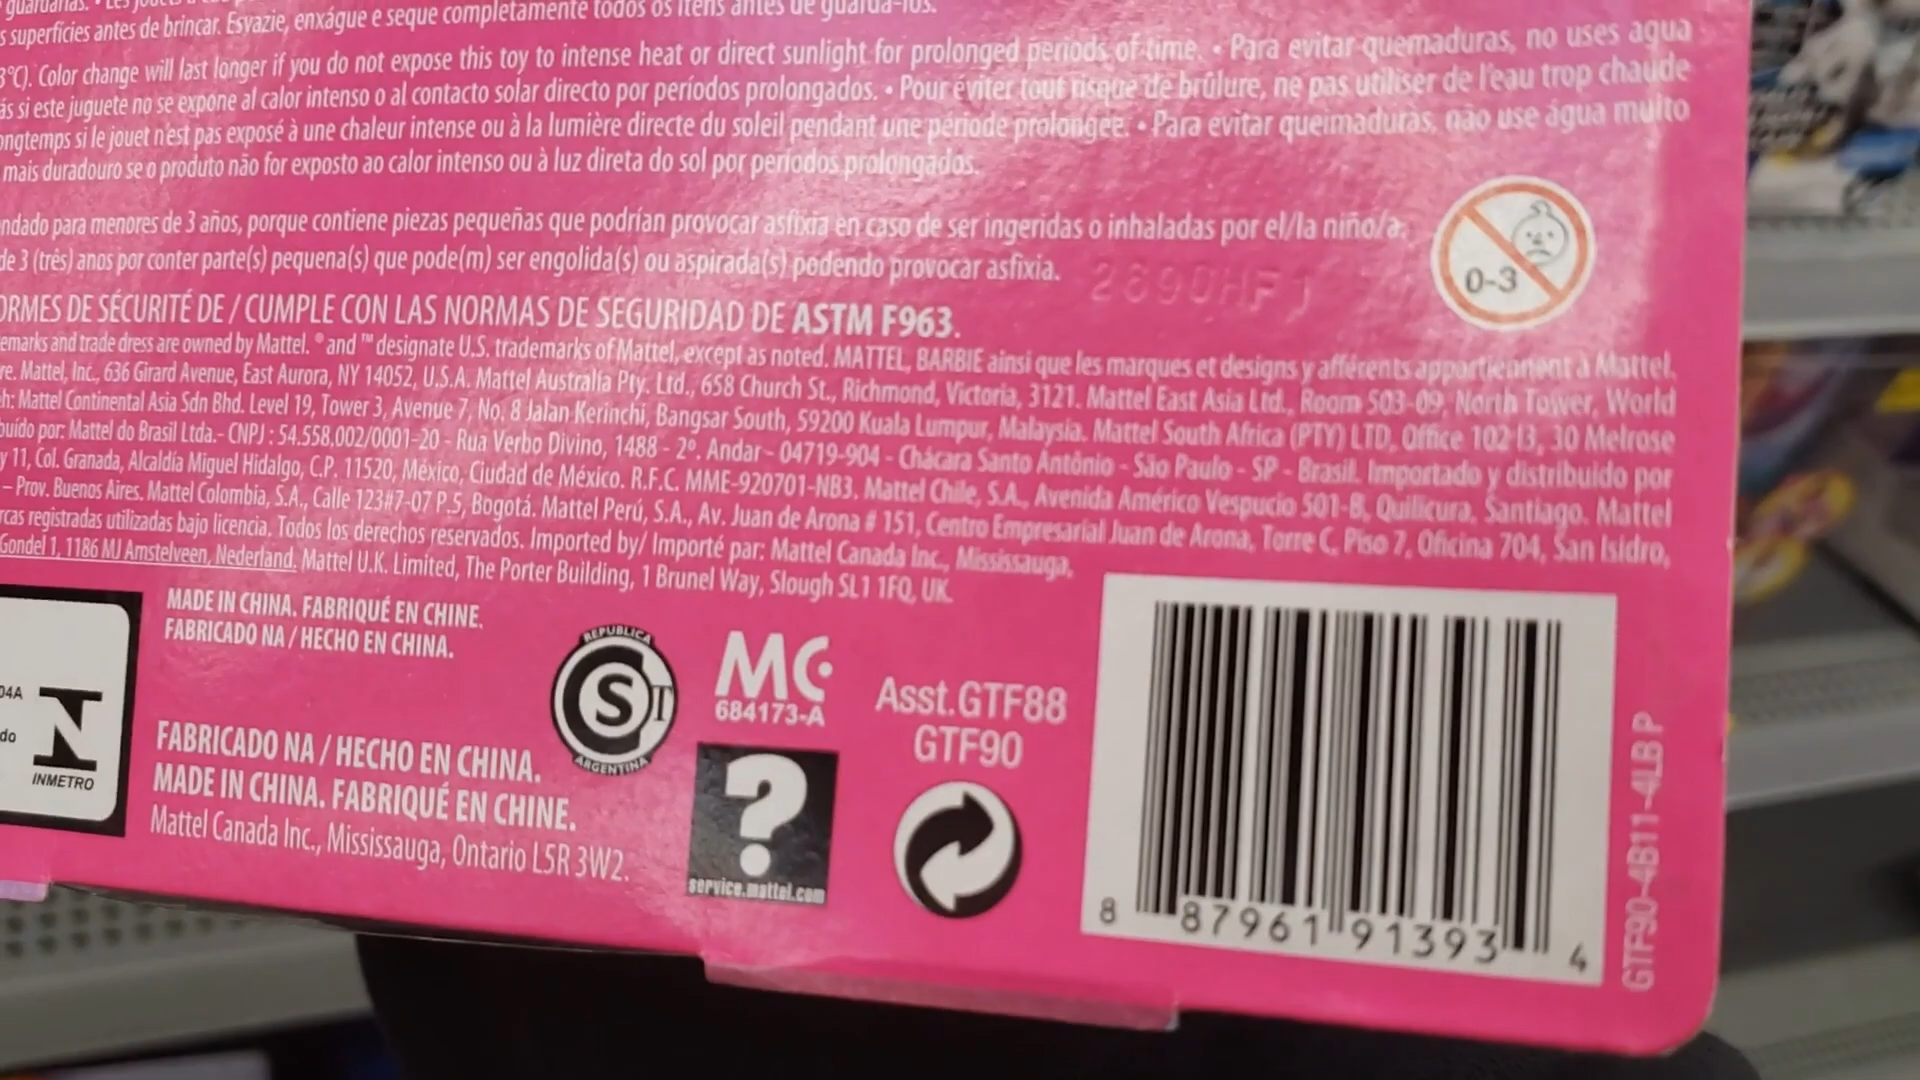 s superfícies antes de brincar. Esvazie, enxágue e seque completamente todos os itens antes de guardá-los.
3°C). Color change will last longer if you do not expose this toy to intense heat or direct sunlight for prolonged periods of time. • Para evitar quemaduras, no uses agua
ás si este juguete no se expone al calor intenso o al contacto solar directo por períodos prolongados. • Pour éviter tout risque de brûlure, ne pas utiliser de l'eau trop chaude
ongtemps si le jouet n'est pas exposé à une chaleur intense ou à la lumière directe du soleil pendant une période prolongée. • Para evitar queimaduras, não use água muito
mais duradouro se o produto não for exposto ao calor intenso ou à luz direta do sol por períodos prolongados.
ndado para menores de 3 años, porque contiene piezas pequeñas que podrían provocar asfixia en caso de ser ingeridas o inhaladas por el/la niño/a.
de 3 (três) anos por conter parte(s) pequena(s) que pode(m) ser engolida(s) ou aspirada(s) podendo provocar asfixia.
2690HF1
0-3
ORMES DE SÉCURITÉ DE / CUMPLE CON LAS NORMAS DE SEGURIDAD DE ASTM F963.
emarks and trade dress are owned by Mattel. ® and ™ designate U.S. trademarks of Mattel, except as noted. MATTEL, BARBIE ainsi que les marques et designs y afférents appartiennent à Mattel.
re. Mattel, Inc., 636 Girard Avenue, East Aurora, NY 14052, U.S.A. Mattel Australia Pty. Ltd., 658 Church St., Richmond, Victoria, 3121. Mattel East Asia Ltd., Room 503-09, North Tower, World
h: Mattel Continental Asia Sdn Bhd. Level 19, Tower 3, Avenue 7, No. 8 Jalan Kerinchi, Bangsar South, 59200 Kuala Lumpur, Malaysia. Mattel South Africa (PTY) LTD, Office 102 I3, 30 Melrose
buído por: Mattel do Brasil Ltda.- CNPJ : 54.558.002/0001-20 - Rua Verbo Divino, 1488 - 2º. Andar - 04719-904 - Chácara Santo Antônio - São Paulo - SP - Brasil. Importado y distribuido por
y 11, Col. Granada, Alcaldía Miguel Hidalgo, C.P. 11520, México, Ciudad de México. R.F.C. MME-920701-NB3. Mattel Chile, S.A., Avenida Américo Vespucio 501-B, Quilicura, Santiago. Mattel
– Prov. Buenos Aires. Mattel Colombia, S.A., Calle 123#7-07 P.5, Bogotá. Mattel Perú, S.A., Av. Juan de Arona # 151, Centro Empresarial Juan de Arona, Torre C, Piso 7, Oficina 704, San Isidro,
rcas registradas utilizadas bajo licencia. Todos los derechos reservados. Imported by/ Importé par: Mattel Canada Inc., Mississauga,
Gondel 1, 1186 MJ Amstelveen, Nederland. Mattel U.K. Limited, The Porter Building, 1 Brunel Way, Slough SL1 1FQ, UK.
MADE IN CHINA. FABRIQUÉ EN CHINE.
FABRICADO NA / HECHO EN CHINA.
04A
do
INMETRO
FABRICADO NA / HECHO EN CHINA.
MADE IN CHINA. FABRIQUÉ EN CHINE.
Mattel Canada Inc., Mississauga, Ontario L5R 3W2.
REPUBLICA
S T
ARGENTINA
MC
684173-A
?
service.mattel.com
Asst.GTF88
GTF90
8 87961 91393 4
GTF90-4B11-4LB P